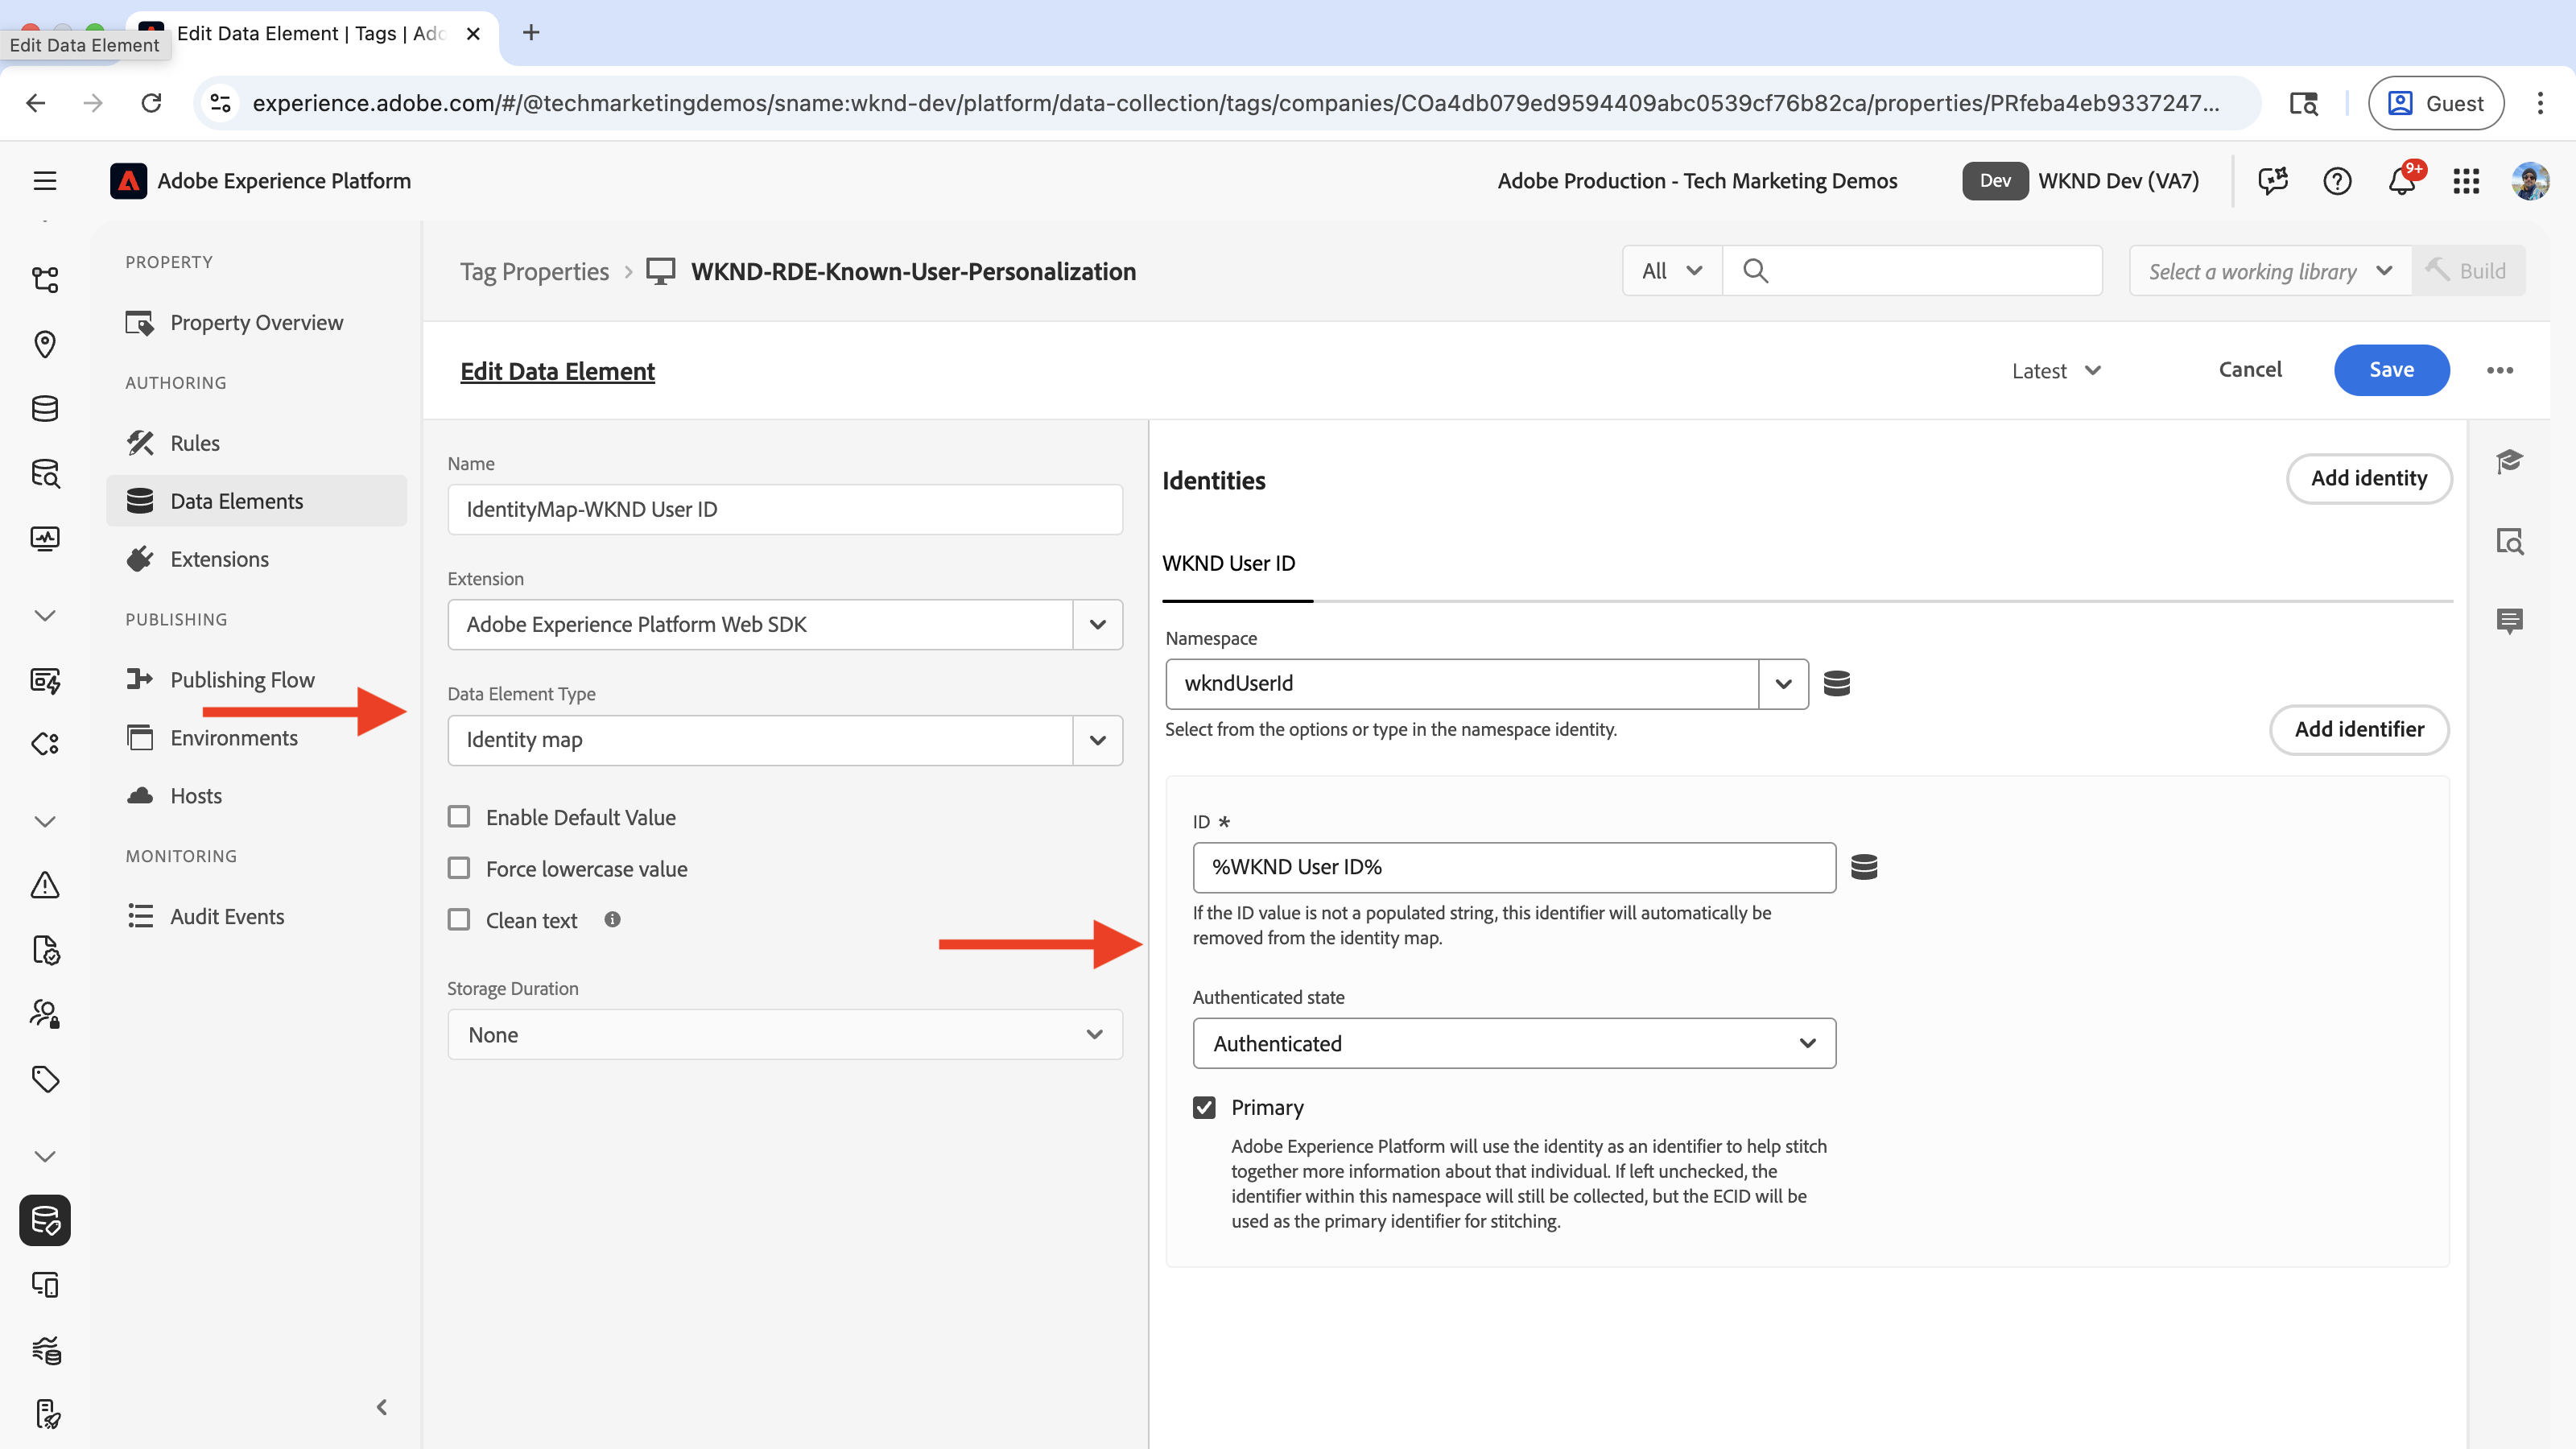 Edit Data Element | Tags | Ado
Edit Data Element
experience.adobe.com/#/@techmarketingdemos/sname:wknd-dev/platform/data-collection/tags/companies/COa4db079ed9594409abc0539cf76b82ca/properties/PRfeba4eb9337247...
Guest
Adobe Experience Platform
Adobe Production - Tech Marketing Demos
Dev
WKND Dev (VA7)
9+
PROPERTY
Property Overview
AUTHORING
Rules
Data Elements
Extensions
PUBLISHING
Publishing Flow
Environments
Hosts
MONITORING
Audit Events
Tag Properties > WKND-RDE-Known-User-Personalization
All
Select a working library
Build
Edit Data Element
Latest
Cancel
Save
Name
IdentityMap-WKND User ID
Extension
Adobe Experience Platform Web SDK
Data Element Type
Identity map
Enable Default Value
Force lowercase value
Clean text
Storage Duration
None
Identities
Add identity
WKND User ID
Namespace
wkndUserId
Select from the options or type in the namespace identity.
Add identifier
ID *
%WKND User ID%
If the ID value is not a populated string, this identifier will automatically be
removed from the identity map.
Authenticated state
Authenticated
Primary
Adobe Experience Platform will use the identity as an identifier to help stitch
together more information about that individual. If left unchecked, the
identifier within this namespace will still be collected, but the ECID will be
used as the primary identifier for stitching.